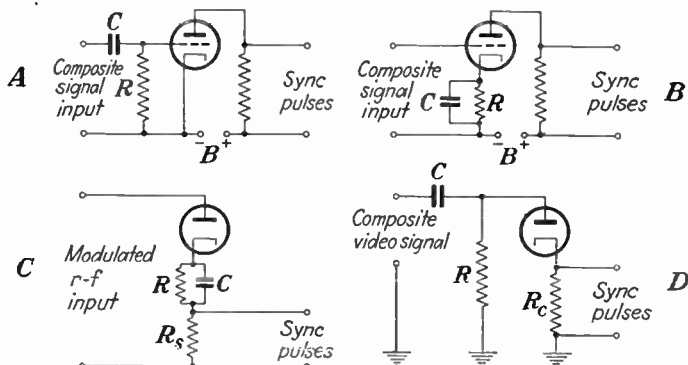 A
C
Composite
signal
input
R
Sync
pulses
- B +
Composite
signal
input
C
R
Sync
pulses
B
- B +
C
Modulated
r-f
input
R
C
Rs
Sync
pulses
C
Composite
video signal
R
Rc
Sync
pulses
D